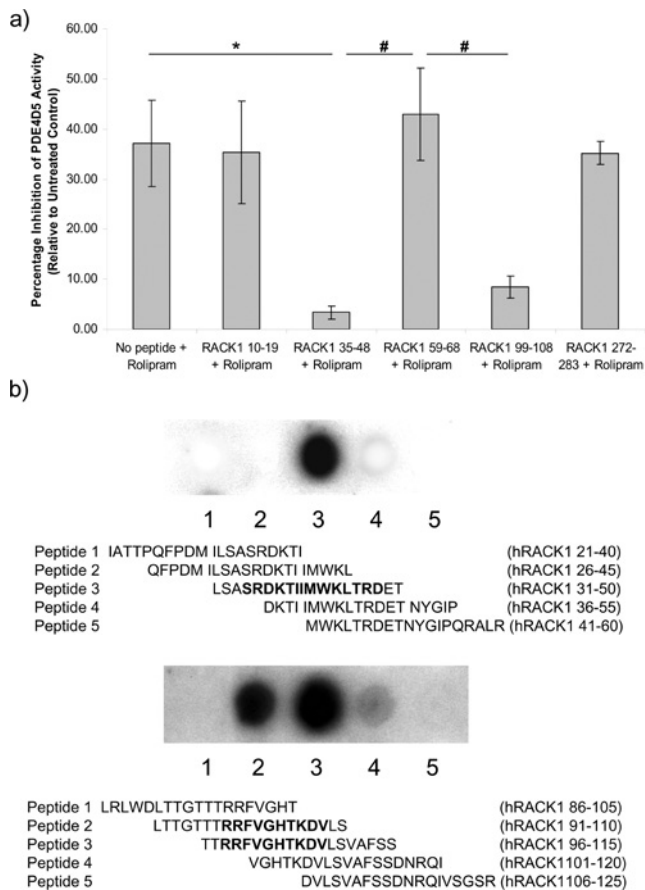 a)
70.00
60.00
50.00
40.00
30.00
20.00
10.00
0.00
Percentage Inhibition of PDE4D5 Activity
(Relative to Untreated Control)
* # #
No peptide + Rolipram
RACK1 10-19 + Rolipram
RACK1 35-48 + Rolipram
RACK1 59-68 + Rolipram
RACK1 99-108 + Rolipram
RACK1 272-283 + Rolipram
b)
1 2 3 4 5
Peptide 1 IATTPQFPDM ILSASRDKTI (hRACK1 21-40)
Peptide 2 QFPDM ILSASRDKTI IMWKL (hRACK1 26-45)
Peptide 3 LSASRDKTIIMWKLTRDET (hRACK1 31-50)
Peptide 4 DKTI IMWKLTRDET NYGIP (hRACK1 36-55)
Peptide 5 MWKLTRDETNYGIPQRALR (hRACK1 41-60)
1 2 3 4 5
Peptide 1 LRLWDLTTGTTTRRFVGHT (hRACK1 86-105)
Peptide 2 LTTGTTTRRFVGHTKDVLS (hRACK1 91-110)
Peptide 3 TTRRFVGHTKDVLSVAFSS (hRACK1 96-115)
Peptide 4 VGHTKDVLSVAFSSDNRQI (hRACK1101-120)
Peptide 5 DVLSVAFSSDNRQIVSGSR (hRACK1106-125)